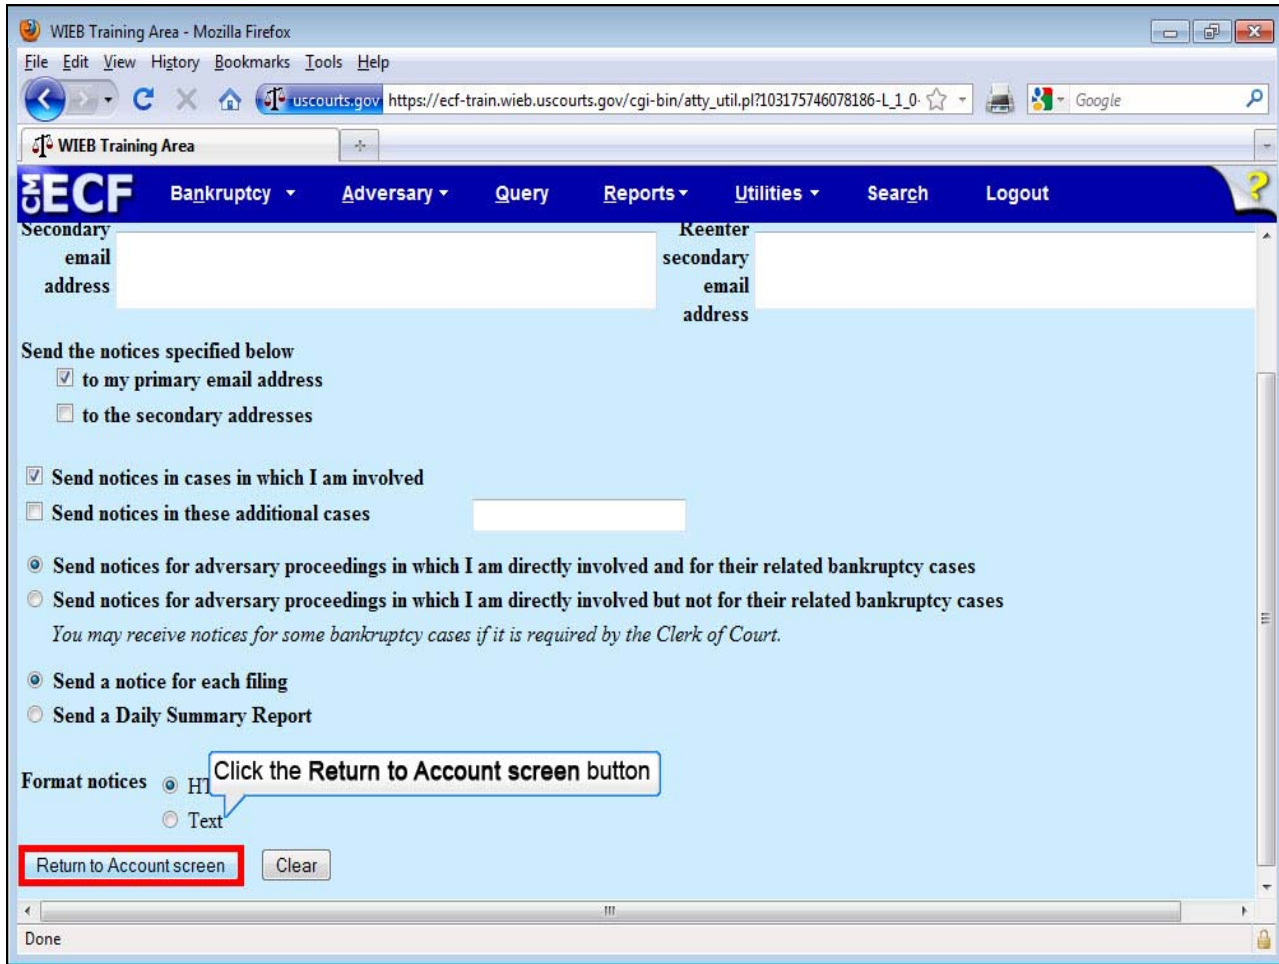 WIEB Training Area - Mozilla Firefox
File Edit View History Bookmarks Tools Help
uscourts.gov https://ecf-train.wieb.uscourts.gov/cgi-bin/atty_util.pl?103175746078186-L_1_0- Google
WIEB Training Area
CM ECF Bankruptcy Adversary Query Reports Utilities Search Logout ?
Secondary email address
Reenter secondary email address
Send the notices specified below
to my primary email address
to the secondary addresses
Send notices in cases in which I am involved
Send notices in these additional cases
Send notices for adversary proceedings in which I am directly involved and for their related bankruptcy cases
Send notices for adversary proceedings in which I am directly involved but not for their related bankruptcy cases
You may receive notices for some bankruptcy cases if it is required by the Clerk of Court.
Send a notice for each filing
Send a Daily Summary Report
Click the Return to Account screen button
Format notices HT
Text
Return to Account screen Clear
Done